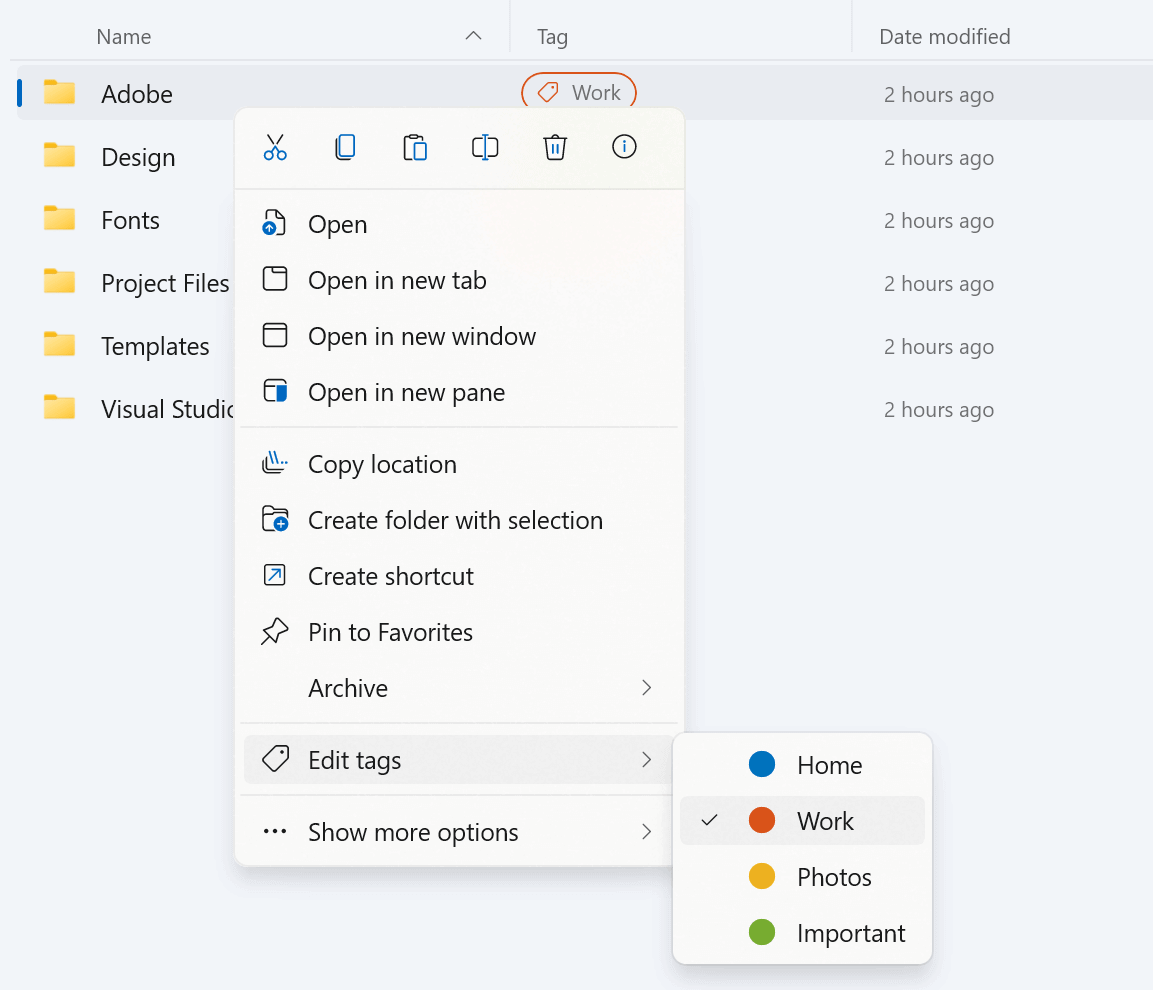 Name Tag Date modified
Adobe Work 2 hours ago
Design 2 hours ago
Fonts 2 hours ago
Project Files 2 hours ago
Templates 2 hours ago
Visual Studio 2 hours ago
Open
Open in new tab
Open in new window
Open in new pane
Copy location
Create folder with selection
Create shortcut
Pin to Favorites
Archive
Edit tags
Show more options
Home
Work
Photos
Important